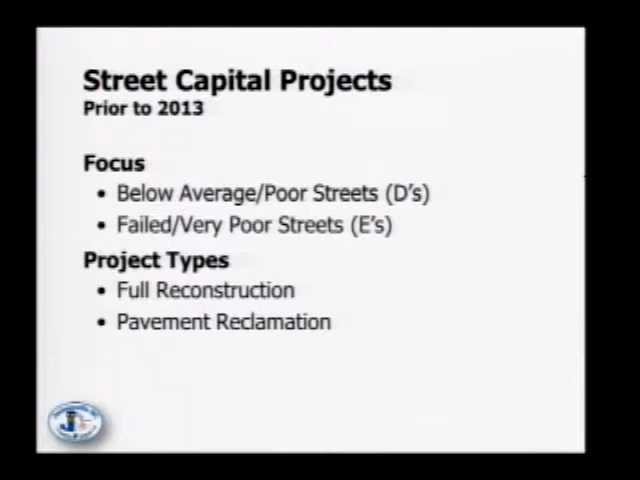 Street Capital Projects
Prior to 2013
Focus
• Below Average/Poor Streets (D's)
• Failed/Very Poor Streets (E's)
Project Types
• Full Reconstruction
• Pavement Reclamation